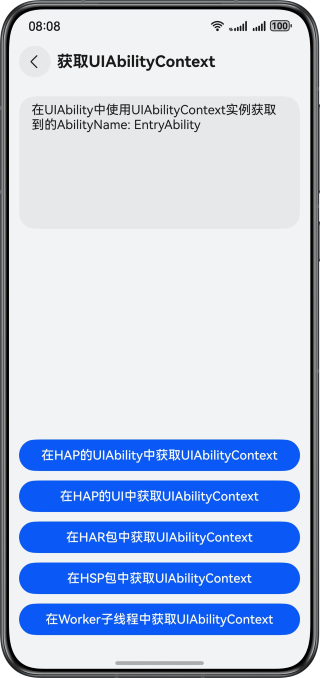 08:08
100
获取UIAbilityContext
在UIAbility中使用UIAbilityContext实例获取
到的AbilityName: EntryAbility
在HAP的UIAbility中获取UIAbilityContext
在HAP的UI中获取UIAbilityContext
在HAR包中获取UIAbilityContext
在HSP包中获取UIAbilityContext
在Worker子线程中获取UIAbilityContext